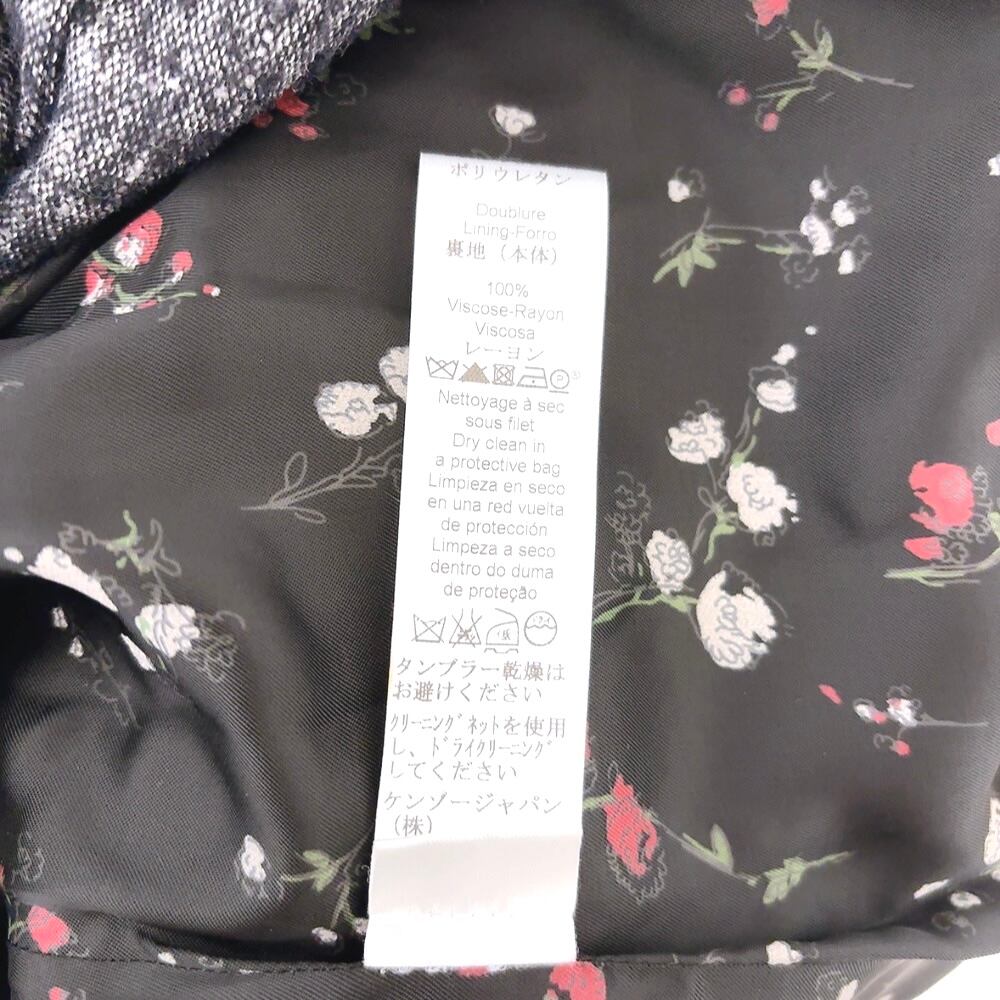 ポリウレタン
Doublure
Lining-Forro
裏地 (本体)
100%
Viscose-Rayon
Viscosa
レーヨン
P
Nettoyage à sec
sous filet
Dry clean in
a protective bag
Limpieza en seco
en una red vuelta
de protección
Limpeza a seco
dentro do duma
de proteção
タンブラー乾燥は
お避けください
クリーニングネットを使用
し、ドライクリーニング
してください
ケンゾージャパン
(株)